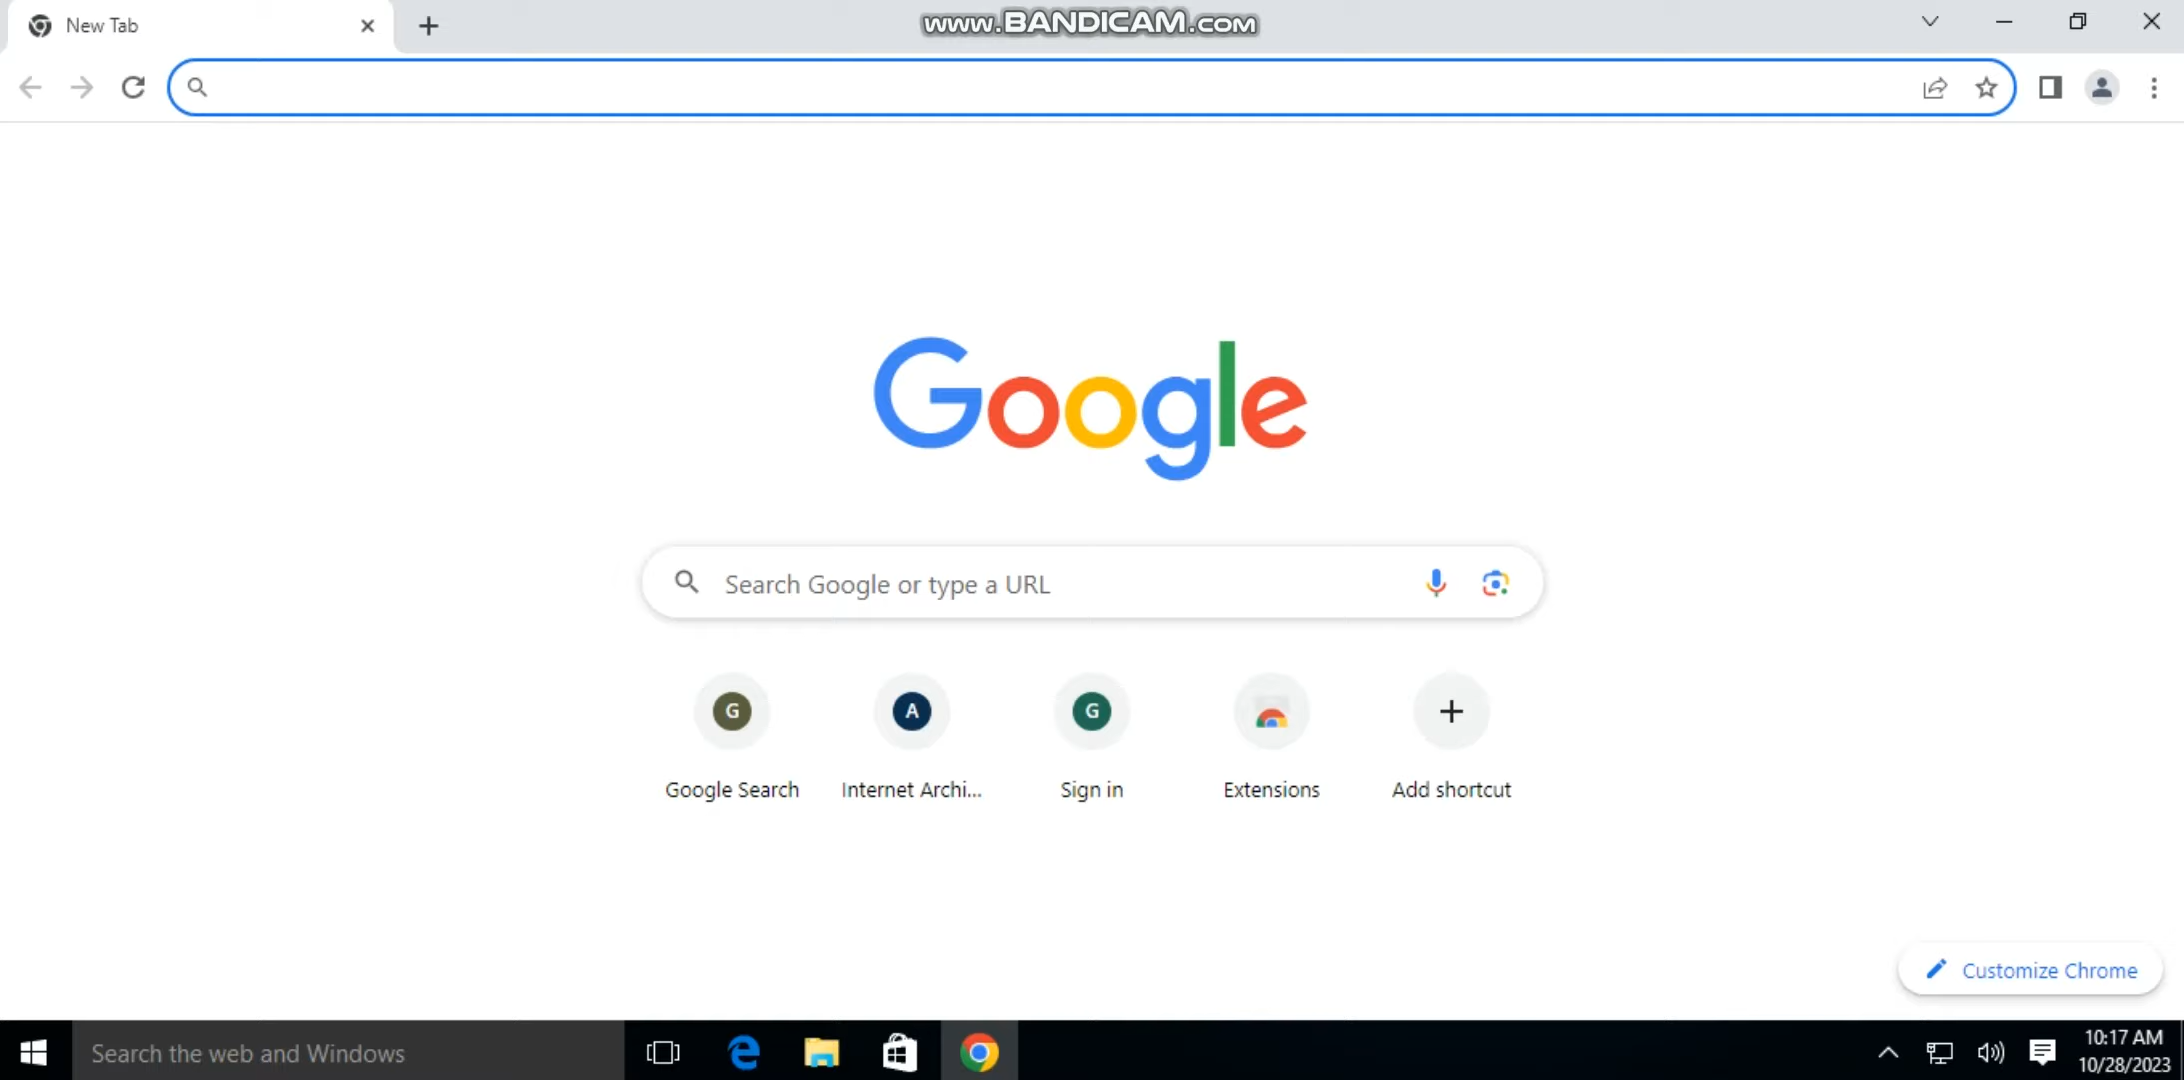 New Tab
www.BANDICAM.com
Google
Search Google or type a URL
G
A
G
Google Search
Internet Archi...
Sign in
Extensions
Add shortcut
Customize Chrome
Search the web and Windows
10:17 AM
10/28/2023